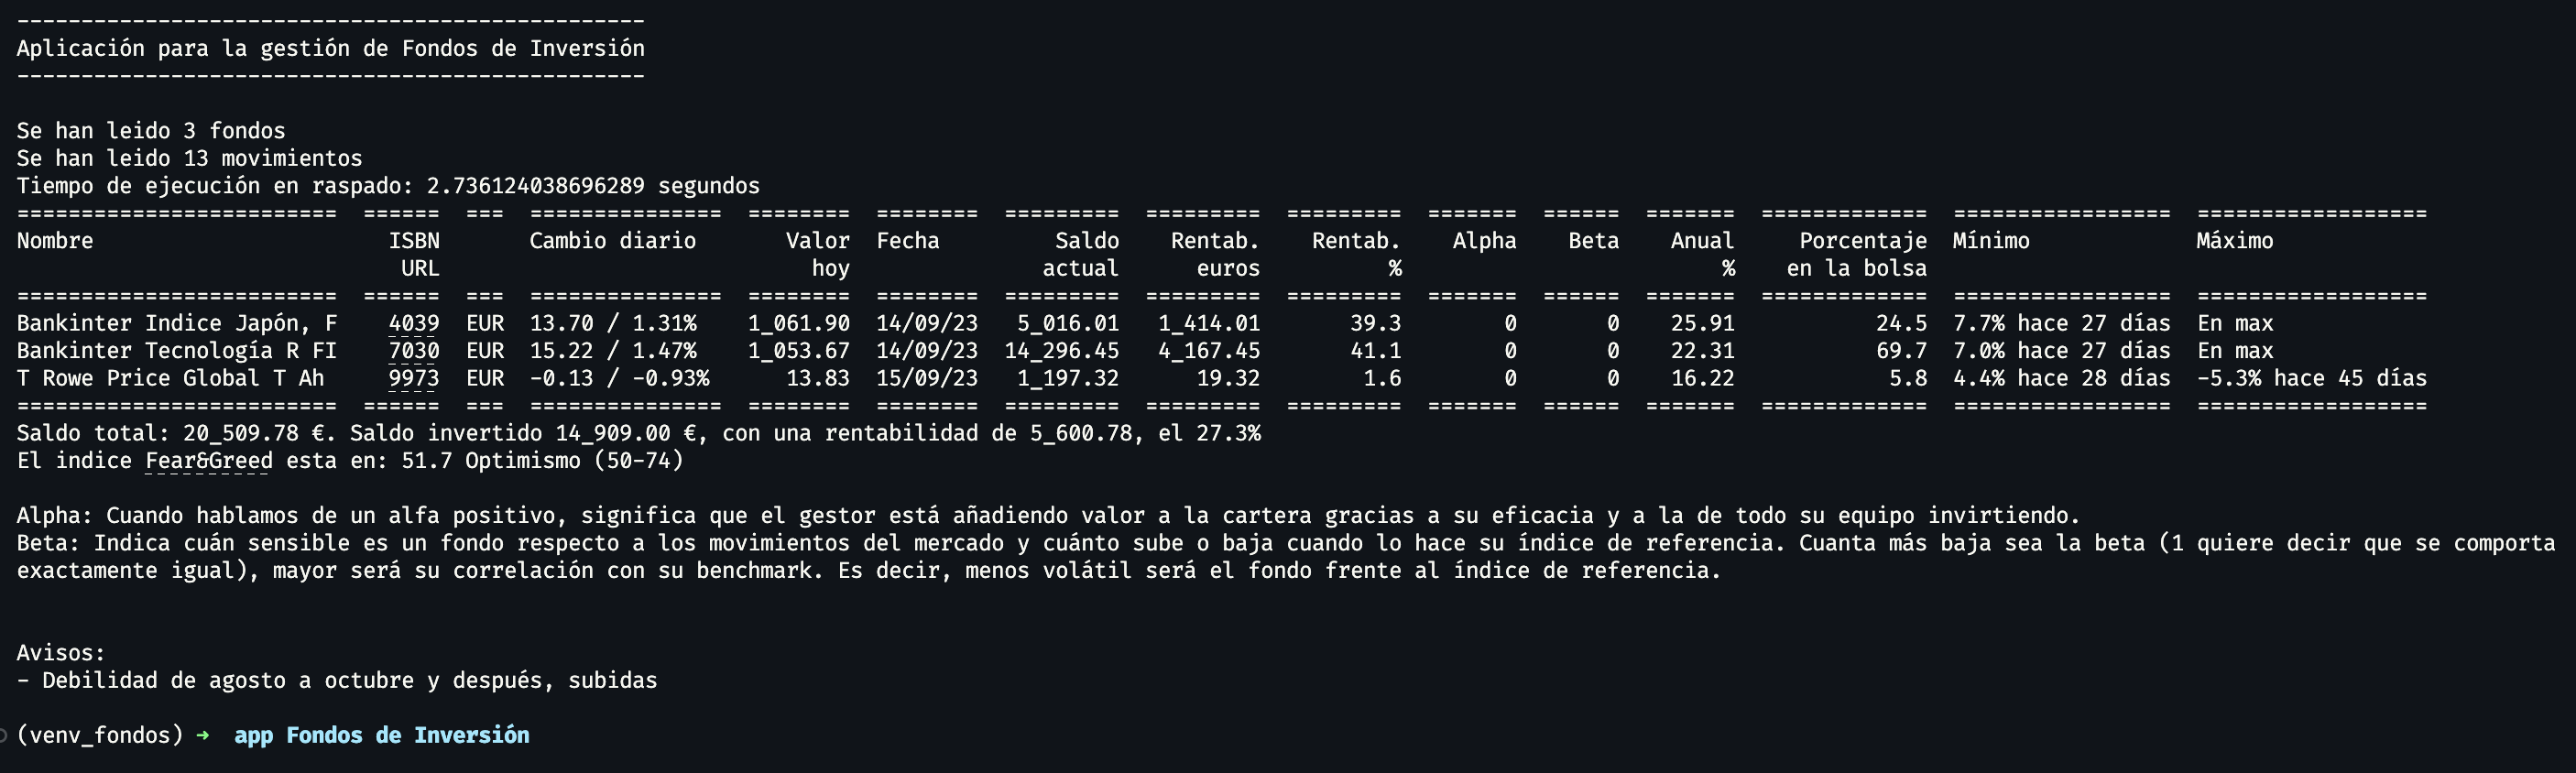 -------------------------------------------------
Aplicación para la gestión de Fondos de Inversión
-------------------------------------------------
Se han leido 3 fondos
Se han leido 13 movimientos
Tiempo de ejecución en raspado: 2.736124038696289 segundos
=========================  ======  ===  ===============  ========  ========  =========  =========  =========  =======  ======  =======  =============  =================  ==================
Nombre                       ISBN       Cambio diario       Valor  Fecha         Saldo    Rentab.    Rentab.    Alpha    Beta    Anual     Porcentaje  Mínimo             Máximo
                              URL                             hoy               actual      euros          %                         %    en la bolsa
=========================  ======  ===  ===============  ========  ========  =========  =========  =========  =======  ======  =======  =============  =================  ==================
Bankinter Indice Japón, F    4039  EUR  13.70 / 1.31%    1_061.90  14/09/23   5_016.01   1_414.01       39.3        0       0    25.91           24.5  7.7% hace 27 días  En max
Bankinter Tecnología R FI    7030  EUR  15.22 / 1.47%    1_053.67  14/09/23  14_296.45   4_167.45       41.1        0       0    22.31           69.7  7.0% hace 27 días  En max
T Rowe Price Global T Ah     9973  EUR  -0.13 / -0.93%      13.83  15/09/23   1_197.32      19.32        1.6        0       0    16.22            5.8  4.4% hace 28 días  -5.3% hace 45 días
=========================  ======  ===  ===============  ========  ========  =========  =========  =========  =======  ======  =======  =============  =================  ==================
Saldo total: 20_509.78 €. Saldo invertido 14_909.00 €, con una rentabilidad de 5_600.78, el 27.3%
El indice Fear&Greed esta en: 51.7 Optimismo (50-74)
Alpha: Cuando hablamos de un alfa positivo, significa que el gestor está añadiendo valor a la cartera gracias a su eficacia y a la de todo su equipo invirtiendo.
Beta: Indica cuán sensible es un fondo respecto a los movimientos del mercado y cuánto sube o baja cuando lo hace su índice de referencia. Cuanta más baja sea la beta (1 quiere decir que se comporta
exactamente igual), mayor será su correlación con su benchmark. Es decir, menos volátil será el fondo frente al índice de referencia.
Avisos:
- Debilidad de agosto a octubre y después, subidas
(venv_fondos) ➜  app Fondos de Inversión